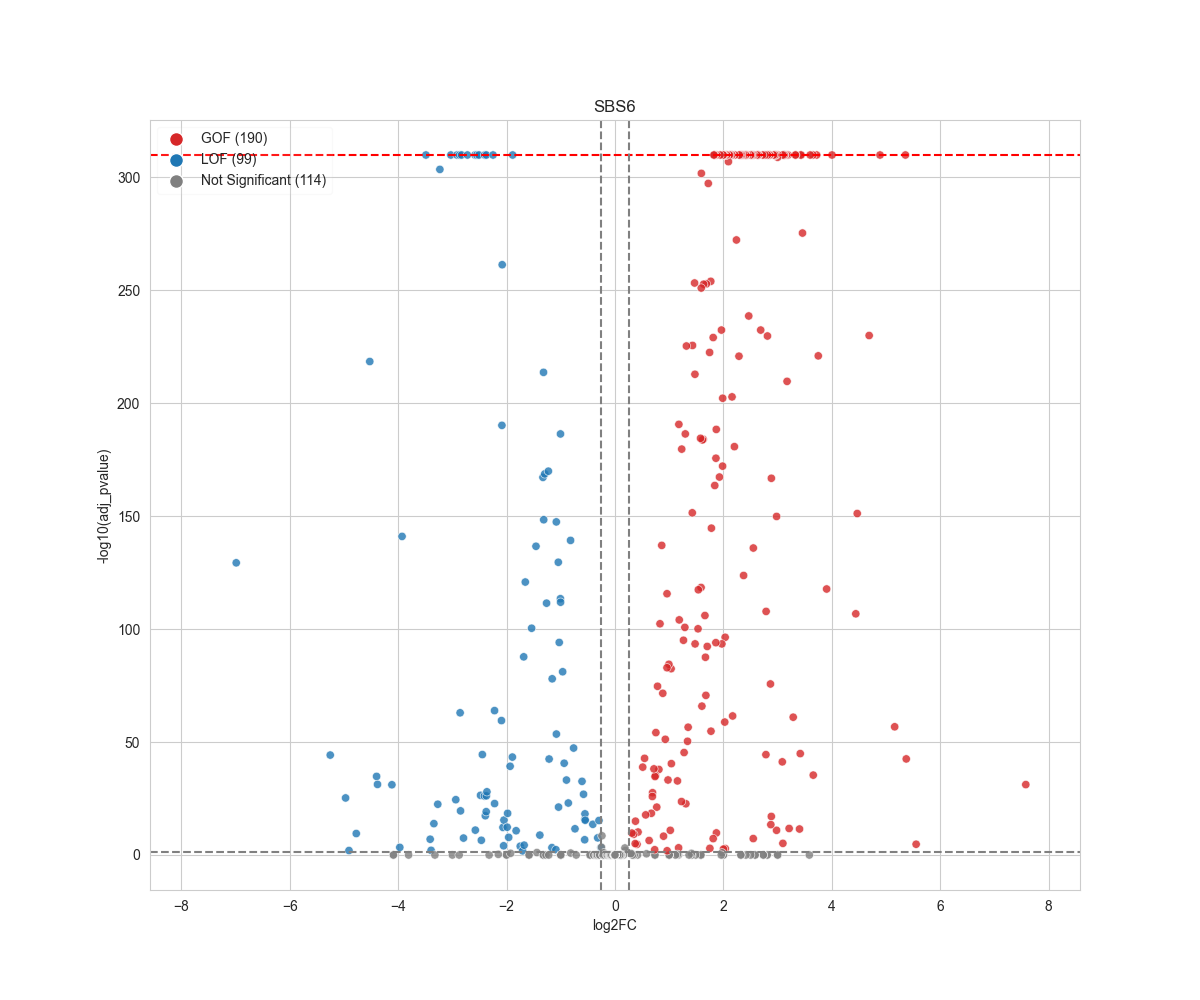 SBS6
GOF (190)
LOF (99)
Not Significant (114)
300
250
200
150
100
50
0
-log10(adj_pvalue)
−8 −6 −4 −2 0 2 4 6 8
log2FC